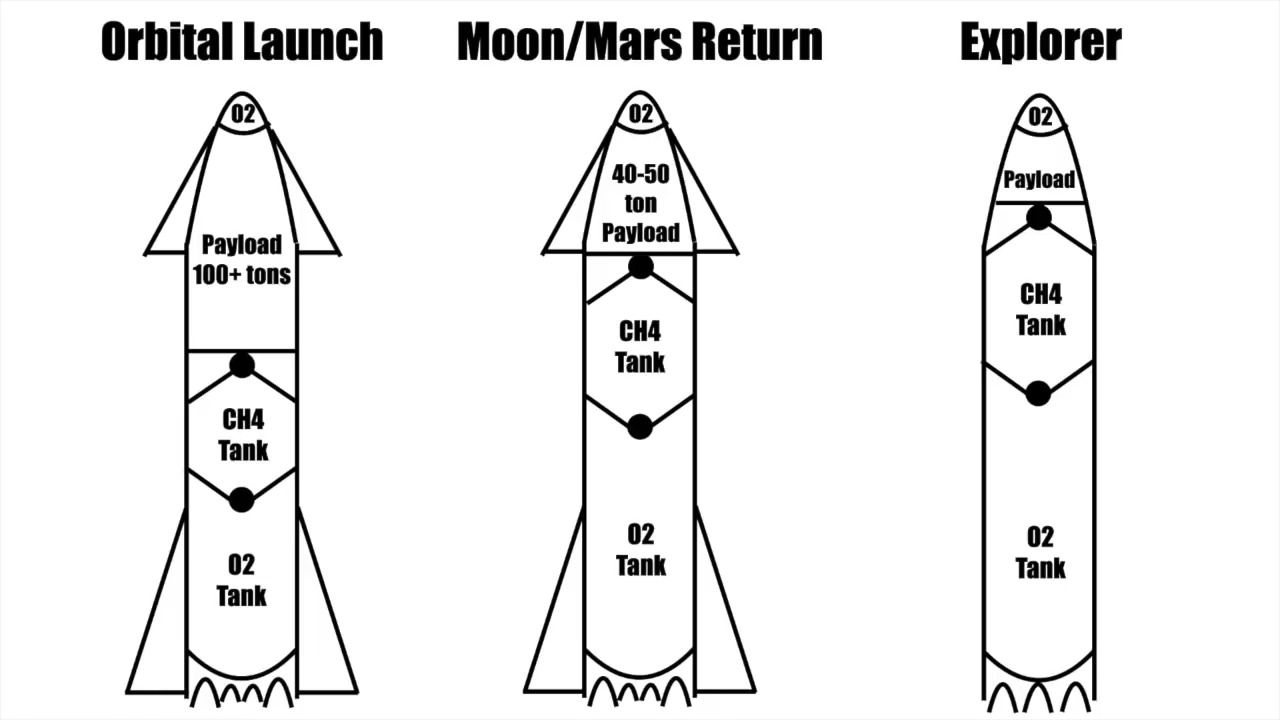 Orbital Launch
O2
Payload
100+ tons
CH4
Tank
O2
Tank
Moon/Mars Return
O2
40-50
ton
Payload
CH4
Tank
O2
Tank
Explorer
O2
Payload
CH4
Tank
O2
Tank